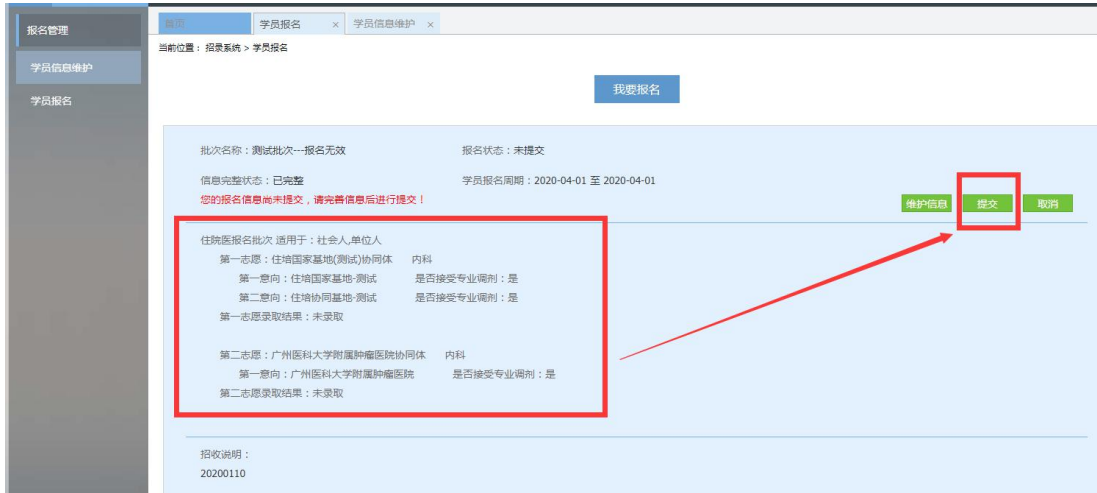 报名管理
学员信息维护
学员报名
首页 学员报名 × 学员信息维护 ×
当前位置：招录系统 > 学员报名
我要报名
批次名称：测试批次---报名无效 报名状态：未提交
信息完整状态：已完整 学员报名周期：2020-04-01 至 2020-04-01
您的报名信息尚未提交，请完善信息后进行提交！
维护信息 提交 取消
住院医报名批次 适用于：社会人,单位人
第一志愿：住培国家基地(测试)协同体 内科
第一意向：住培国家基地-测试 是否接受专业调剂：是
第二意向：住培协同基地-测试 是否接受专业调剂：是
第一志愿录取结果：未录取
第二志愿：广州医科大学附属肿瘤医院协同体 内科
第一意向：广州医科大学附属肿瘤医院 是否接受专业调剂：是
第二志愿录取结果：未录取
招收说明：
20200110